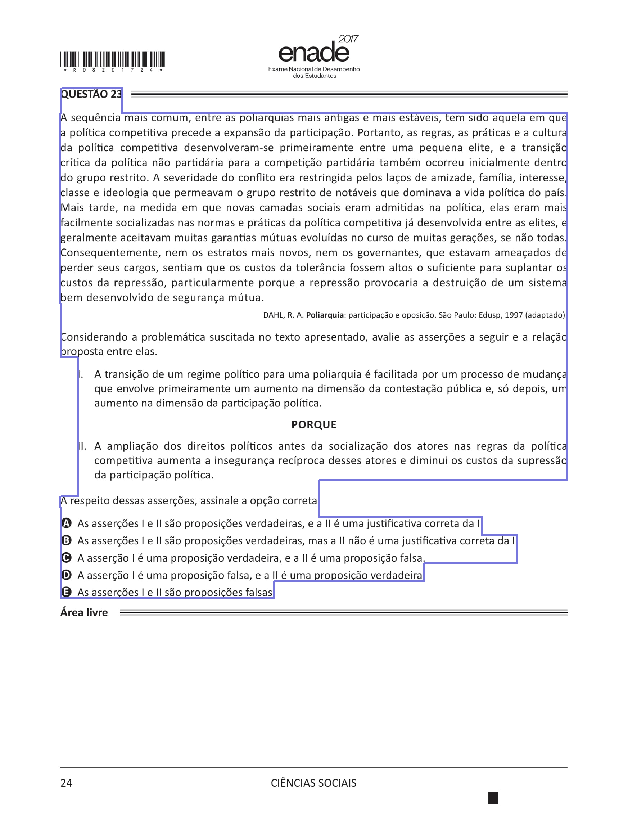 2017
enade
Exame Nacional de Desempenho
dos Estudantes
*R0820172 4*
QUESTÃO 23
A sequência mais comum, entre as poliarquias mais antigas e mais estáveis, tem sido aquela em que
a política competitiva precede a expansão da participação. Portanto, as regras, as práticas e a cultura
da política competitiva desenvolveram-se primeiramente entre uma pequena elite, e a transição
crítica da política não partidária para a competição partidária também ocorreu inicialmente dentro
do grupo restrito. A severidade do conflito era restringida pelos laços de amizade, família, interesse,
classe e ideologia que permeavam o grupo restrito de notáveis que dominava a vida política do país.
Mais tarde, na medida em que novas camadas sociais eram admitidas na política, elas eram mais
facilmente socializadas nas normas e práticas da política competitiva já desenvolvida entre as elites, e
geralmente aceitavam muitas garantias mútuas evoluídas no curso de muitas gerações, se não todas.
Consequentemente, nem os estratos mais novos, nem os governantes, que estavam ameaçados de
perder seus cargos, sentiam que os custos da tolerância fossem altos o suficiente para suplantar os
custos da repressão, particularmente porque a repressão provocaria a destruição de um sistema
bem desenvolvido de segurança mútua.
DAHL, R. A. Poliarquia: participação e oposição. São Paulo: Edusp, 1997 (adaptado).
Considerando a problemática suscitada no texto apresentado, avalie as asserções a seguir e a relação
proposta entre elas.
I. A transição de um regime político para uma poliarquia é facilitada por um processo de mudança
que envolve primeiramente um aumento na dimensão da contestação pública e, só depois, um
aumento na dimensão da participação política.
PORQUE
II. A ampliação dos direitos políticos antes da socialização dos atores nas regras da política
competitiva aumenta a insegurança recíproca desses atores e diminui os custos da supressão
da participação política.
A respeito dessas asserções, assinale a opção correta.
A As asserções I e II são proposições verdadeiras, e a II é uma justificativa correta da I.
B As asserções I e II são proposições verdadeiras, mas a II não é uma justificativa correta da I.
C A asserção I é uma proposição verdadeira, e a II é uma proposição falsa.
D A asserção I é uma proposição falsa, e a II é uma proposição verdadeira.
E As asserções I e II são proposições falsas.
Área livre
24
CIÊNCIAS SOCIAIS